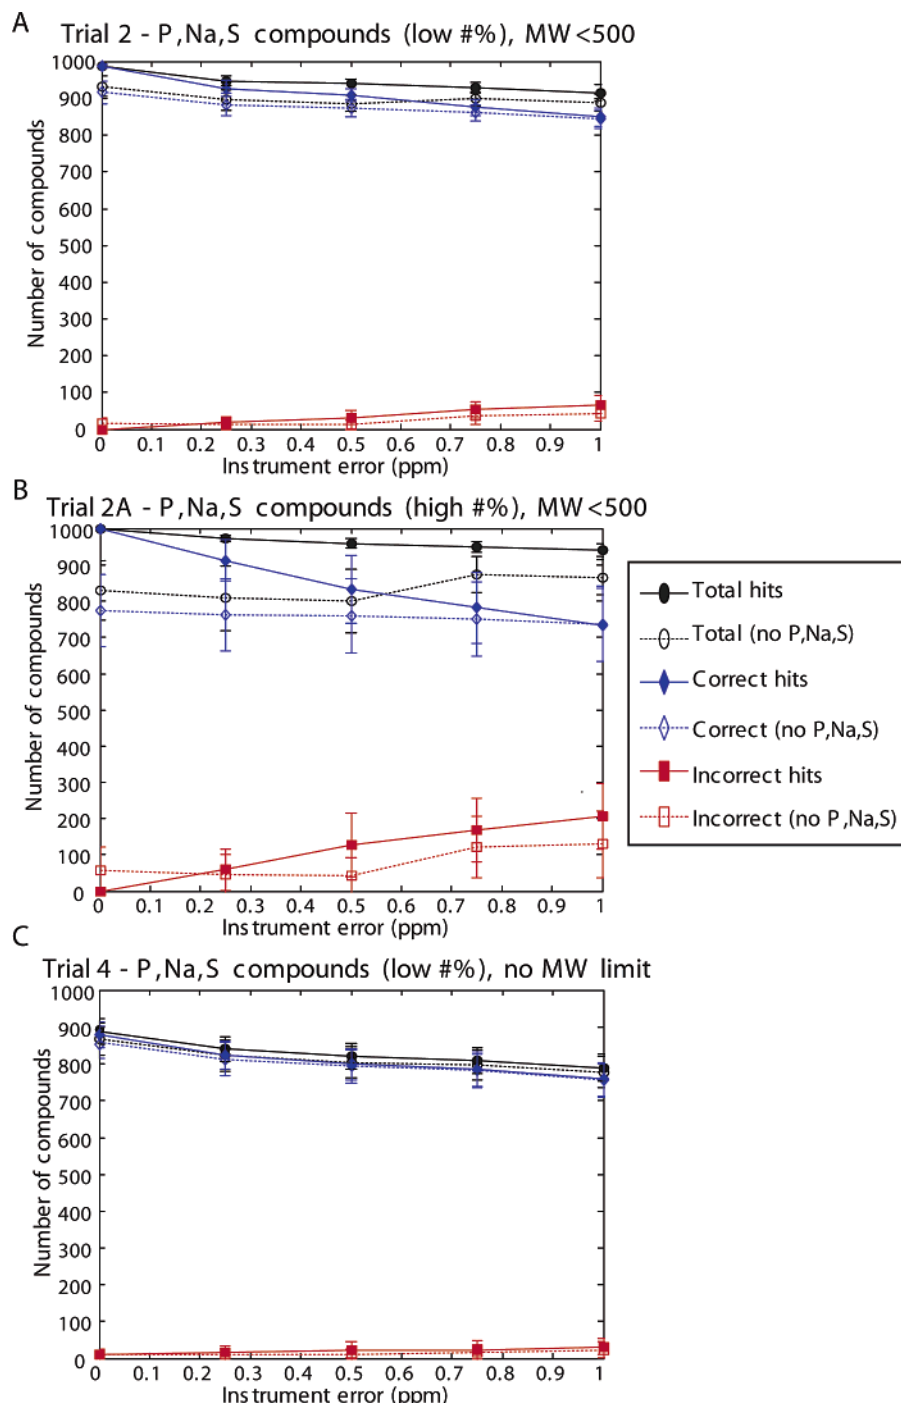 A
Trial 2 - P,Na,S compounds (low #%), MW<500
1000
900
800
700
600
500
400
300
200
100
0
Number of compounds
0 0.1 0.2 0.3 0.4 0.5 0.6 0.7 0.8 0.9 1
Instrument error (ppm)
B
Trial 2A - P,Na,S compounds (high #%), MW<500
1000
900
800
700
600
500
400
300
200
100
0
Number of compounds
0 0.1 0.2 0.3 0.4 0.5 0.6 0.7 0.8 0.9 1
Instrument error (ppm)
Total hits
Total (no P,Na,S)
Correct hits
Correct (no P,Na,S)
Incorrect hits
Incorrect (no P,Na,S)
C
Trial 4 - P,Na,S compounds (low #%), no MW limit
1000
900
800
700
600
500
400
300
200
100
0
Number of compounds
0 0.1 0.2 0.3 0.4 0.5 0.6 0.7 0.8 0.9 1
Instrument error (ppm)